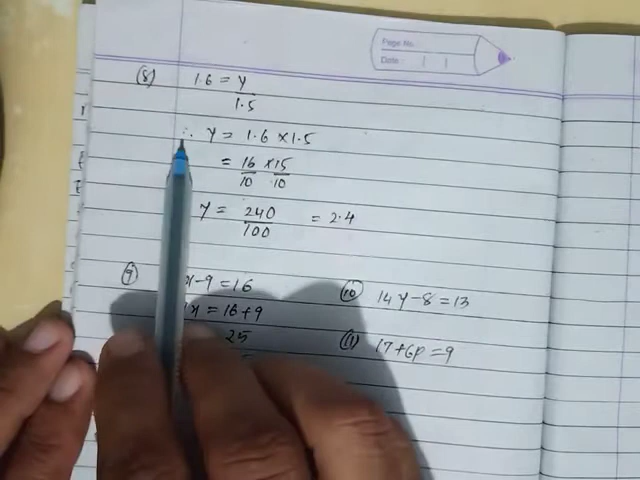 Page No.
Date :
(8) 1.6 = y
1.5
∴ y = 1.6 × 1.5
= 16 × 15
10 10
y = 240 = 2.4
100
(9) x - 9 = 16
x = 16 + 9
25
(10) 14y - 8 = 13
(11) 17 + 6p = 9